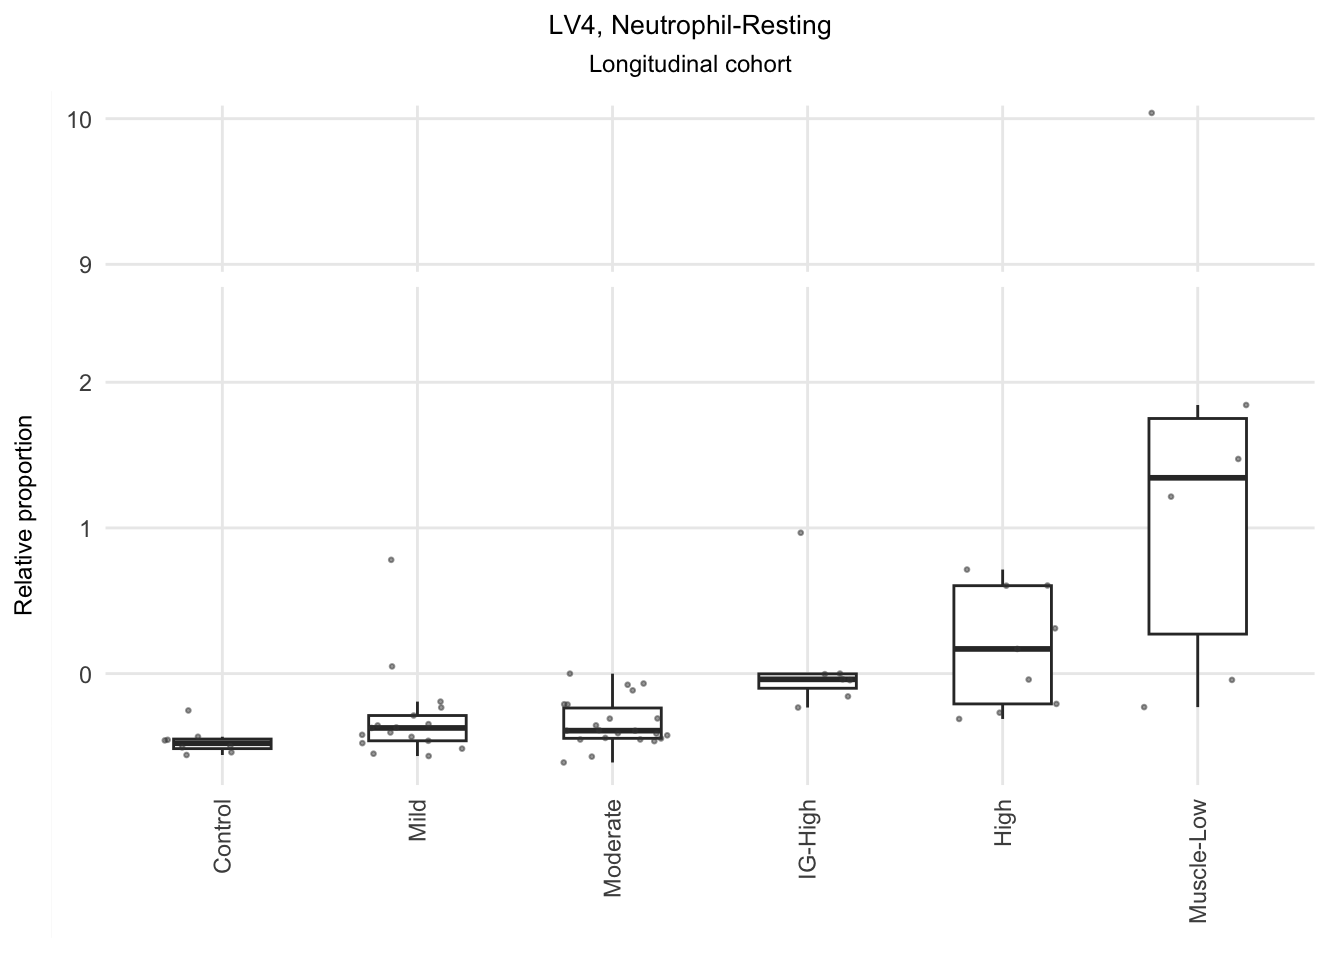 LV4, Neutrophil-Resting
Longitudinal cohort
10
9
2
1
0
Relative proportion
Control
Mild
Moderate
IG-High
High
Muscle-Low